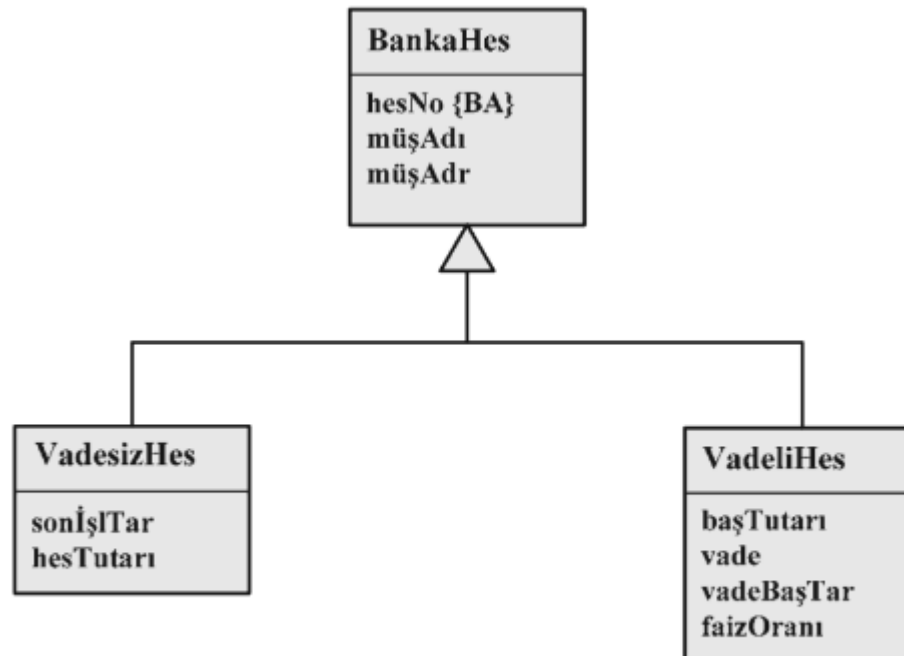 BankaHes
hesNo {BA}
müşAdı
müşAdr
VadesizHes
sonİşlTar
hesTutarı
VadeliHes
başTutarı
vade
vadeBaşTar
faizOranı